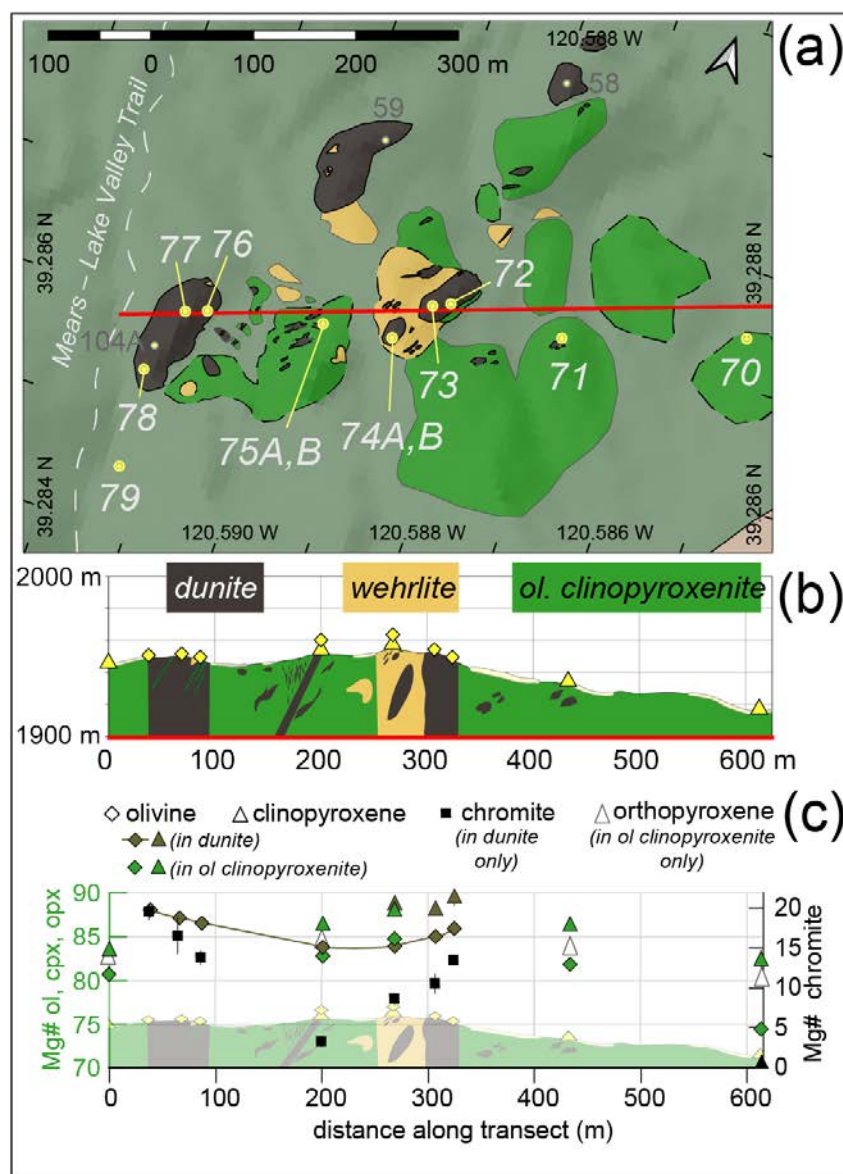 120.588 W
(a)
100 0 100 200 300 m
Mears - Lake Valley Trail
59
58
39.286 N
39.288 N
77 76
72
104A
73
71
70
78
75A,B
74A,B
79
39.284 N
39.286 N
120.590 W
120.588 W
120.586 W
2000 m
dunite
wehrlite
ol. clinopyroxenite
(b)
1900 m
0 100 200 300 400 500 600 m
olivine clinopyroxene chromite orthopyroxene
(c)
(in dunite) (in dunite only) (in ol clinopyroxenite only)
(in ol clinopyroxenite)
90
85
80
75
70
Mg# ol, cpx, opx
20
15
10
5
0
Mg# chromite
0 100 200 300 400 500 600
distance along transect (m)